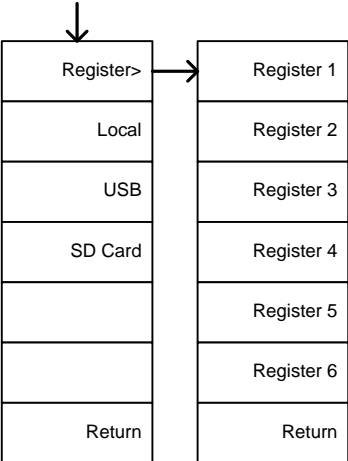 Register>
Local
USB
SD Card
Return
Register 1
Register 2
Register 3
Register 4
Register 5
Register 6
Return